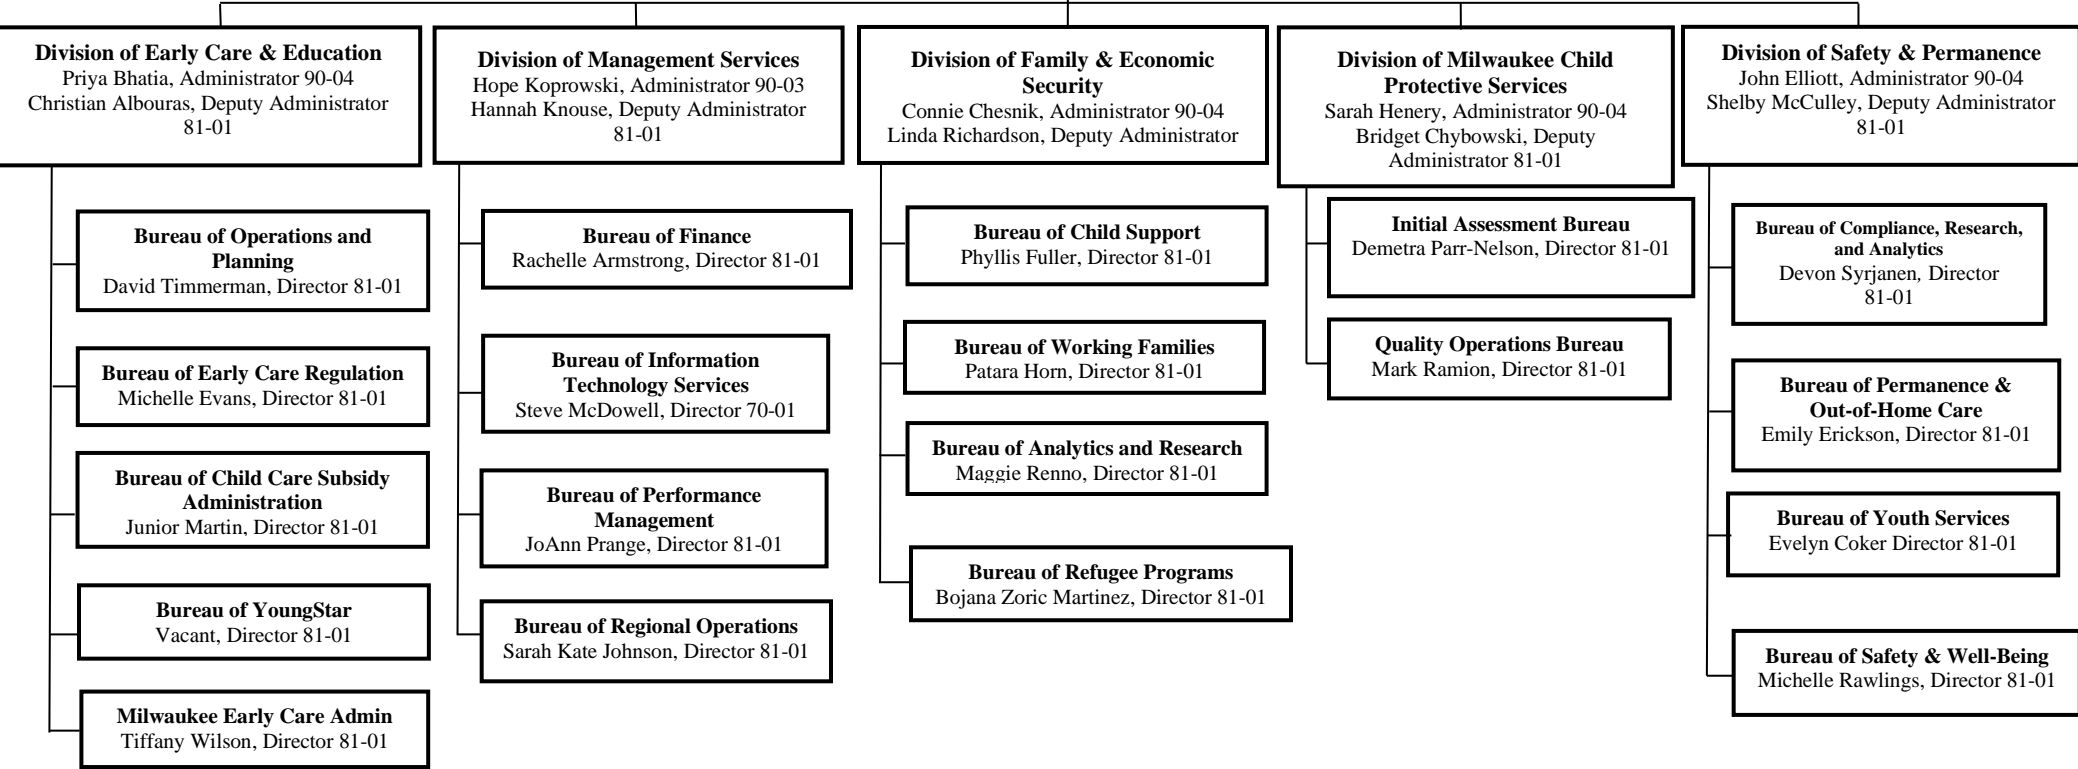 Division of Early Care & Education
Priya Bhatia, Administrator 90-04
Christian Albouras, Deputy Administrator
81-01
Bureau of Operations and
Planning
David Timmerman, Director 81-01
Bureau of Early Care Regulation
Michelle Evans, Director 81-01
Bureau of Child Care Subsidy
Administration
Junior Martin, Director 81-01
Bureau of YoungStar
Vacant, Director 81-01
Milwaukee Early Care Admin
Tiffany Wilson, Director 81-01
Division of Management Services
Hope Koprowski, Administrator 90-03
Hannah Knouse, Deputy Administrator
81-01
Bureau of Finance
Rachelle Armstrong, Director 81-01
Bureau of Information
Technology Services
Steve McDowell, Director 70-01
Bureau of Performance
Management
JoAnn Prange, Director 81-01
Bureau of Regional Operations
Sarah Kate Johnson, Director 81-01
Division of Family & Economic
Security
Connie Chesnik, Administrator 90-04
Linda Richardson, Deputy Administrator
Bureau of Child Support
Phyllis Fuller, Director 81-01
Bureau of Working Families
Patara Horn, Director 81-01
Bureau of Analytics and Research
Maggie Renno, Director 81-01
Bureau of Refugee Programs
Bojana Zoric Martinez, Director 81-01
Division of Milwaukee Child
Protective Services
Sarah Henery, Administrator 90-04
Bridget Chybowski, Deputy
Administrator 81-01
Initial Assessment Bureau
Demetra Parr-Nelson, Director 81-01
Quality Operations Bureau
Mark Ramion, Director 81-01
Division of Safety & Permanence
John Elliott, Administrator 90-04
Shelby McCulley, Deputy Administrator
81-01
Bureau of Compliance, Research,
and Analytics
Devon Syrjanen, Director
81-01
Bureau of Permanence &
Out-of-Home Care
Emily Erickson, Director 81-01
Bureau of Youth Services
Evelyn Coker Director 81-01
Bureau of Safety & Well-Being
Michelle Rawlings, Director 81-01